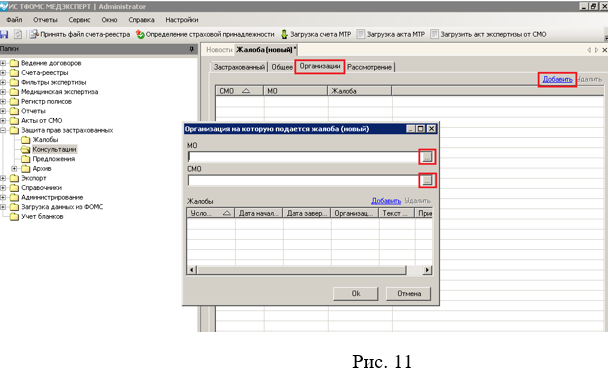 ИС ТФОМС МЕДЭКСПЕРТ | Administrator
Файл Отчеты Сервис Окно Справка Настройки
Принять файл счета-реестра Определение страховой принадлежности Загрузка счета МТР Загрузка акта МТР Загрузить акт экспертизы от СМО
Папки
Новости Жалоба (новый)*
Ведение договоров
Счета-реестры
Фильтры экспертизы
Медицинская экспертиза
Регистр полисов
Отчеты
Акты от СМО
Защита прав застрахованных
Жалобы
Консультации
Предложения
Архив
Экспорт
Справочники
Администрирование
Загрузка данных из ФОМС
Учет бланков
Застрахованный Общее Организации Рассмотрение
Добавить Удалить
СМО МО Жалоба
Организация на которую подается жалоба (новый)
МО
...
СМО
...
Жалобы Добавить Удалить
Усло... Дата начал... Дата завер... Организац... Текст ... При
Ok Отмена
Рис. 11